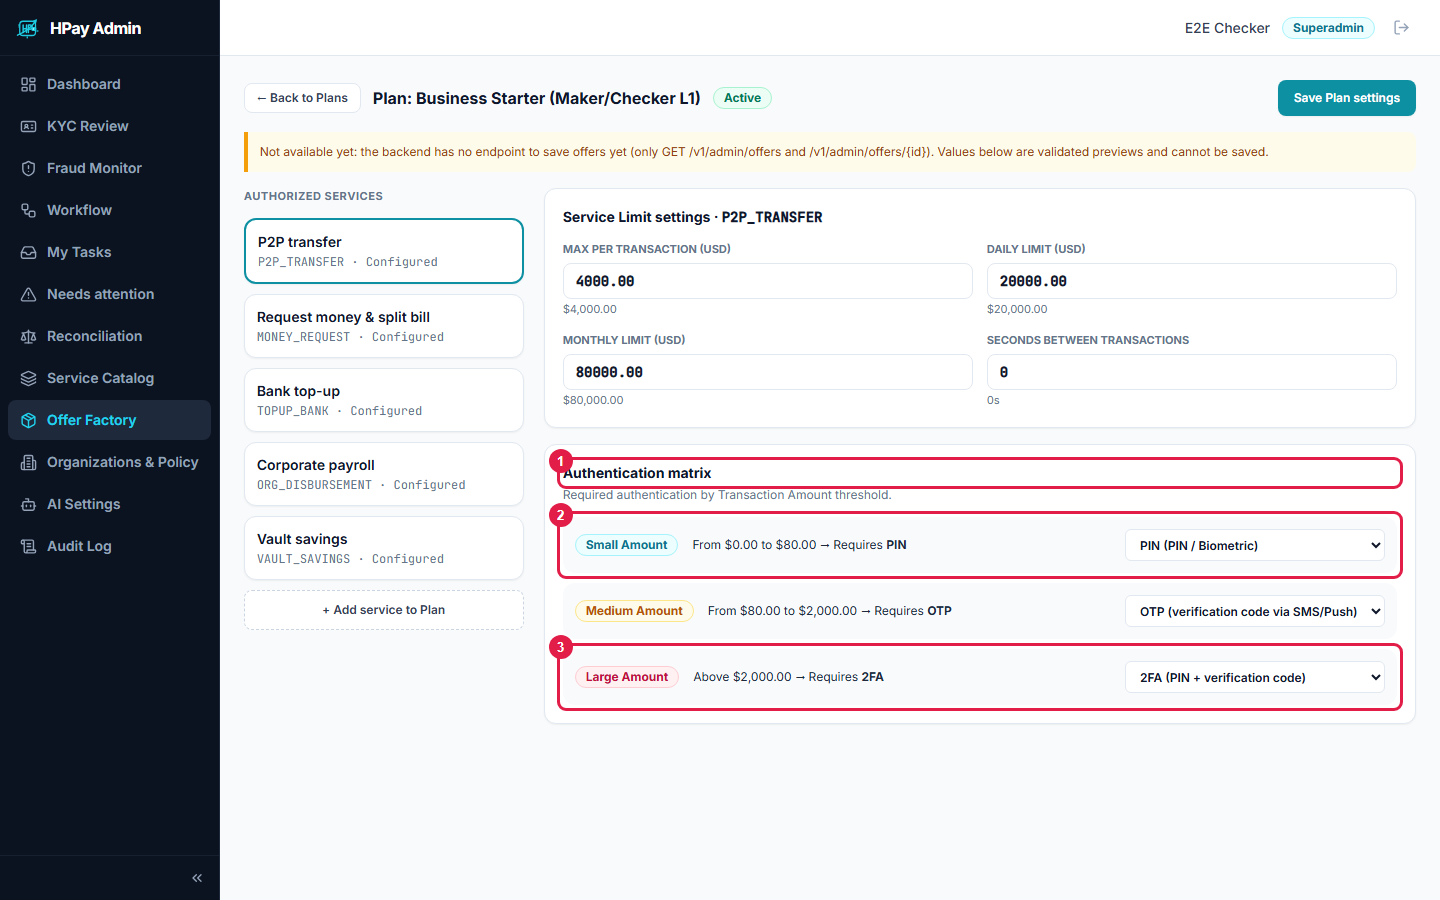 HPay Admin
E2E Checker
Superadmin
Dashboard
KYC Review
Fraud Monitor
Workflow
My Tasks
Needs attention
Reconciliation
Service Catalog
Offer Factory
Organizations & Policy
AI Settings
Audit Log
«
← Back to Plans
Plan: Business Starter (Maker/Checker L1)
Active
Save Plan settings
Not available yet: the backend has no endpoint to save offers yet (only GET /v1/admin/offers and /v1/admin/offers/{id}). Values below are validated previews and cannot be saved.
AUTHORIZED SERVICES
P2P transfer
P2P_TRANSFER · Configured
Request money & split bill
MONEY_REQUEST · Configured
Bank top-up
TOPUP_BANK · Configured
Corporate payroll
ORG_DISBURSEMENT · Configured
Vault savings
VAULT_SAVINGS · Configured
+ Add service to Plan
Service Limit settings · P2P_TRANSFER
MAX PER TRANSACTION (USD)
4000.00
$4,000.00
DAILY LIMIT (USD)
20000.00
$20,000.00
MONTHLY LIMIT (USD)
80000.00
$80,000.00
SECONDS BETWEEN TRANSACTIONS
0
0s
1
Authentication matrix
Required authentication by Transaction Amount threshold.
2
Small Amount From $0.00 to $80.00 → Requires PIN PIN (PIN / Biometric)
Medium Amount From $80.00 to $2,000.00 → Requires OTP OTP (verification code via SMS/Push)
3
Large Amount Above $2,000.00 → Requires 2FA 2FA (PIN + verification code)